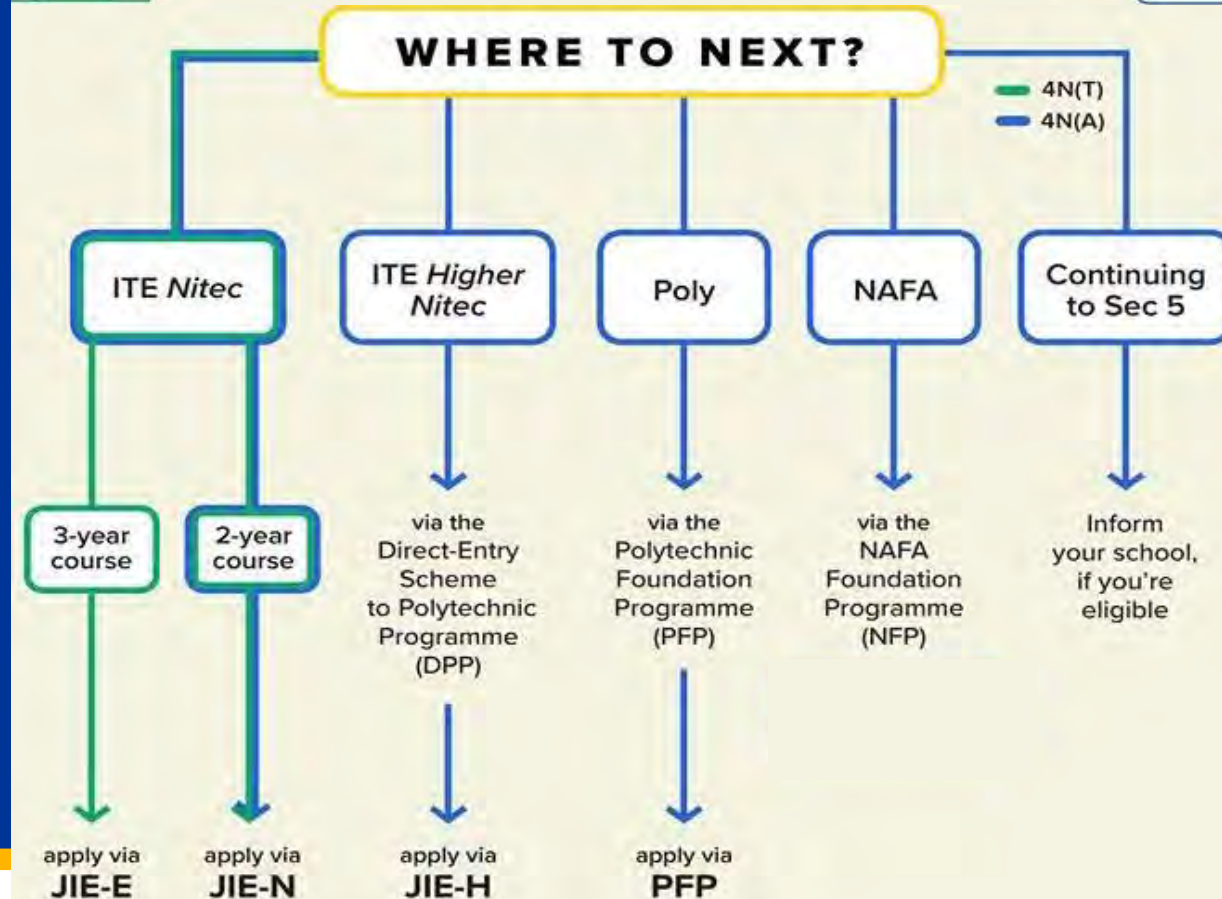 WHERE TO NEXT?
4N(T)
4N(A)
ITE Nitec
ITE Higher
Nitec
Poly
NAFA
Continuing
to Sec 5
3-year
course
2-year
course
via the
Direct-Entry
Scheme
to Polytechnic
Programme
(DPP)
via the
Polytechnic
Foundation
Programme
(PFP)
via the
NAFA
Foundation
Programme
(NFP)
Inform
your school,
if you're
eligible
apply via
JIE-E
apply via
JIE-N
apply via
JIE-H
apply via
PFP